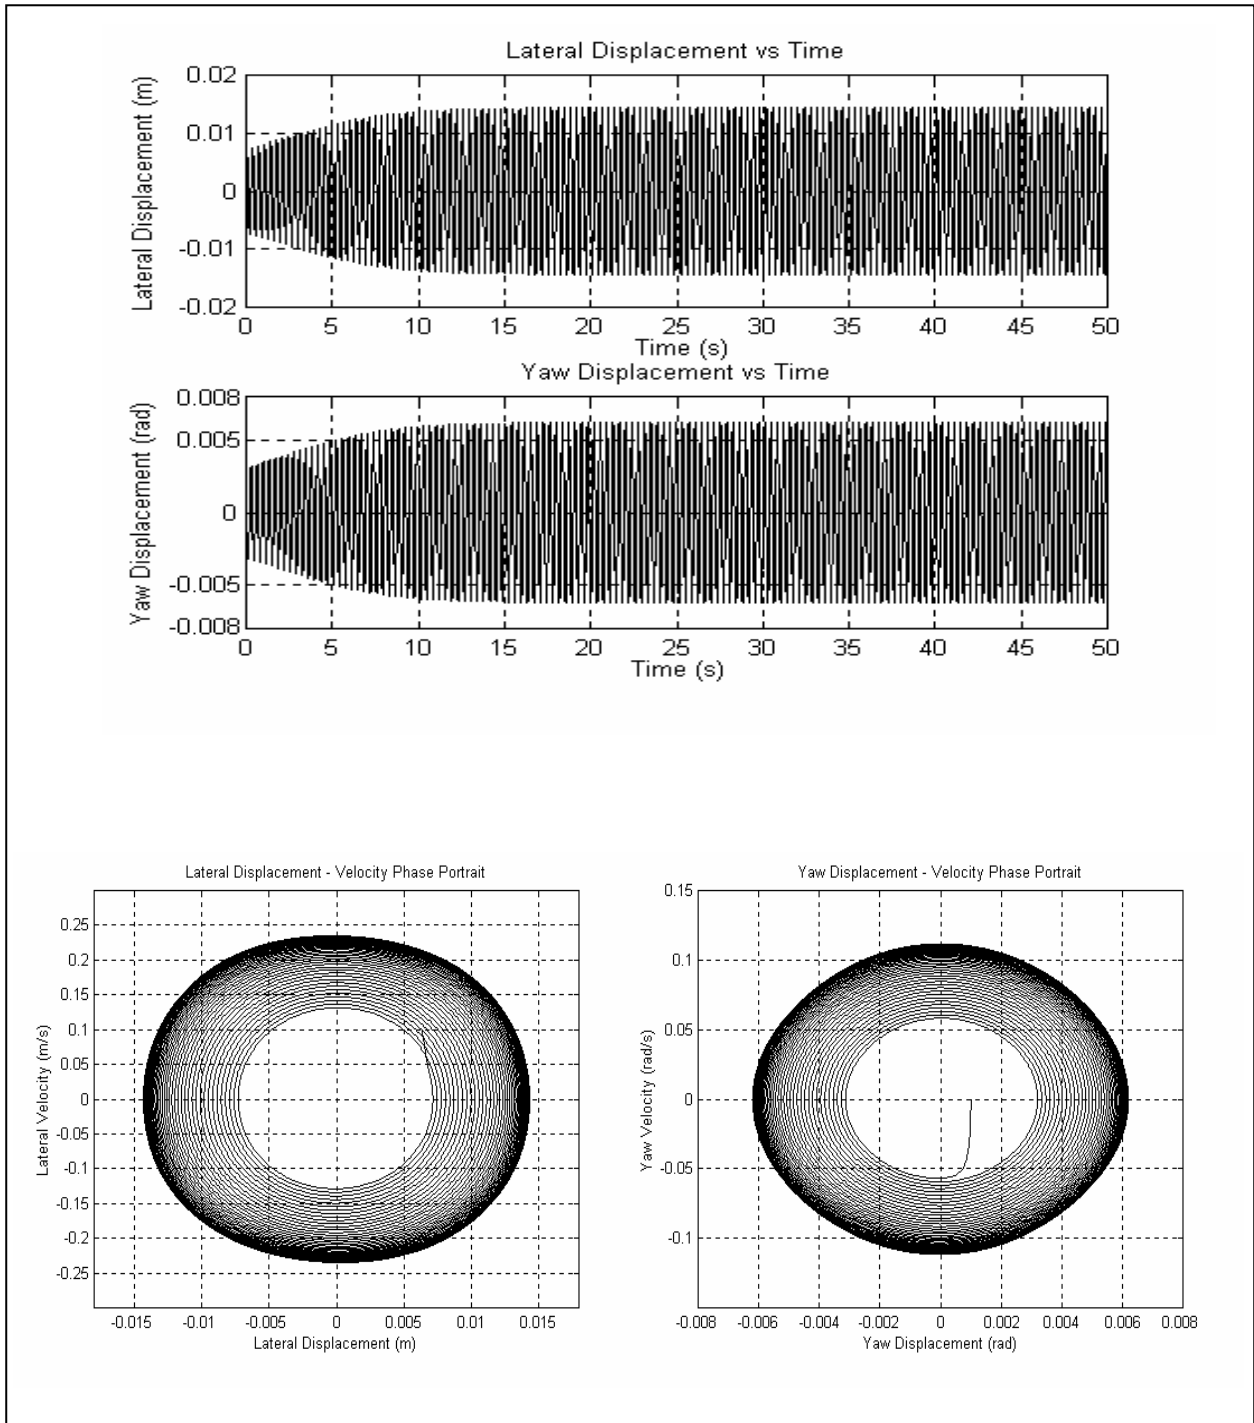 Lateral Displacement vs Time
Lateral Displacement (m)
0.02
0.01
0
-0.01
-0.02
0 5 10 15 20 25 30 35 40 45 50
Time (s)
Yaw Displacement vs Time
Yaw Displacement (rad)
0.008
0.005
0
-0.005
-0.008
0 5 10 15 20 25 30 35 40 45 50
Time (s)
Lateral Displacement - Velocity Phase Portrait
Lateral Velocity (m/s)
0.25
0.2
0.15
0.1
0.05
0
-0.05
-0.1
-0.15
-0.2
-0.25
-0.015 -0.01 -0.005 0 0.005 0.01 0.015
Lateral Displacement (m)
Yaw Displacement - Velocity Phase Portrait
Yaw Velocity (rad/s)
0.15
0.1
0.05
0
-0.05
-0.1
-0.008 -0.006 -0.004 -0.002 0 0.002 0.004 0.006 0.008
Yaw Displacement (rad)